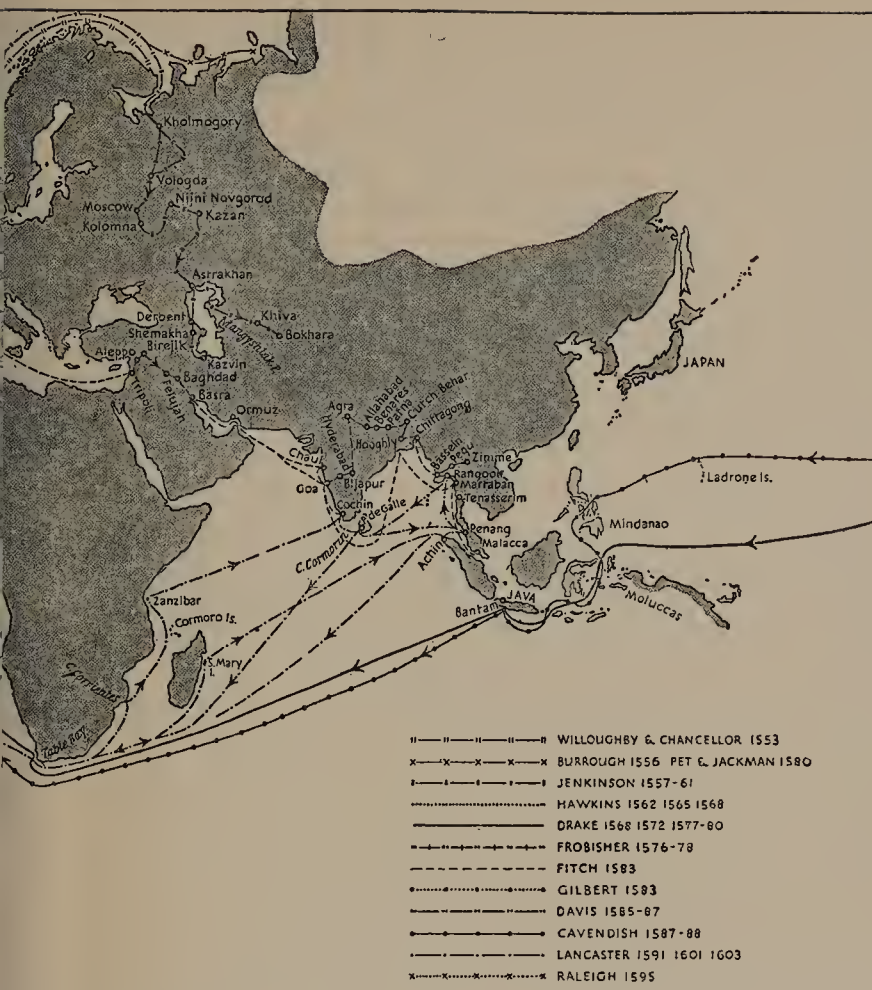 Kholmogory
Vologda
Nijni Novgorod
Moscow
Kazan
Kolomna
Astrakhan
Derbent
Khiva
Shemakha
Bokhara
Birejik
Mangishlak P.
Aleppo
Kazvin
Baghdad
Tripoli
Felujah
Basra
Ormuz
JAPAN
Agra
Allahabad
Benares
Patna
Cutch Behar
Chittagong
Hooghly
Hyderabad
Chaul
Bassein
Pegu
Zimme
Goa
Bijapur
Rangoon
Martaban
Tenasserim
Ladrone Is.
Cochin
P. de Galle
C. Cormorin
Penang
Malacca
Mindanao
Achin
Zanzibar
Cormoro Is.
JAVA
Bantam
Moluccas
S. Mary
I.
C. Corrientes
Table Bay
WILLOUGHBY & CHANCELLOR 1553
BURROUGH 1556 PET & JACKMAN 1580
JENKINSON 1557-61
HAWKINS 1562 1565 1568
DRAKE 1568 1572 1577-80
FROBISHER 1576-78
FITCH 1583
GILBERT 1583
DAVIS 1585-87
CAVENDISH 1587-88
LANCASTER 1591 1601 1603
RALEIGH 1595